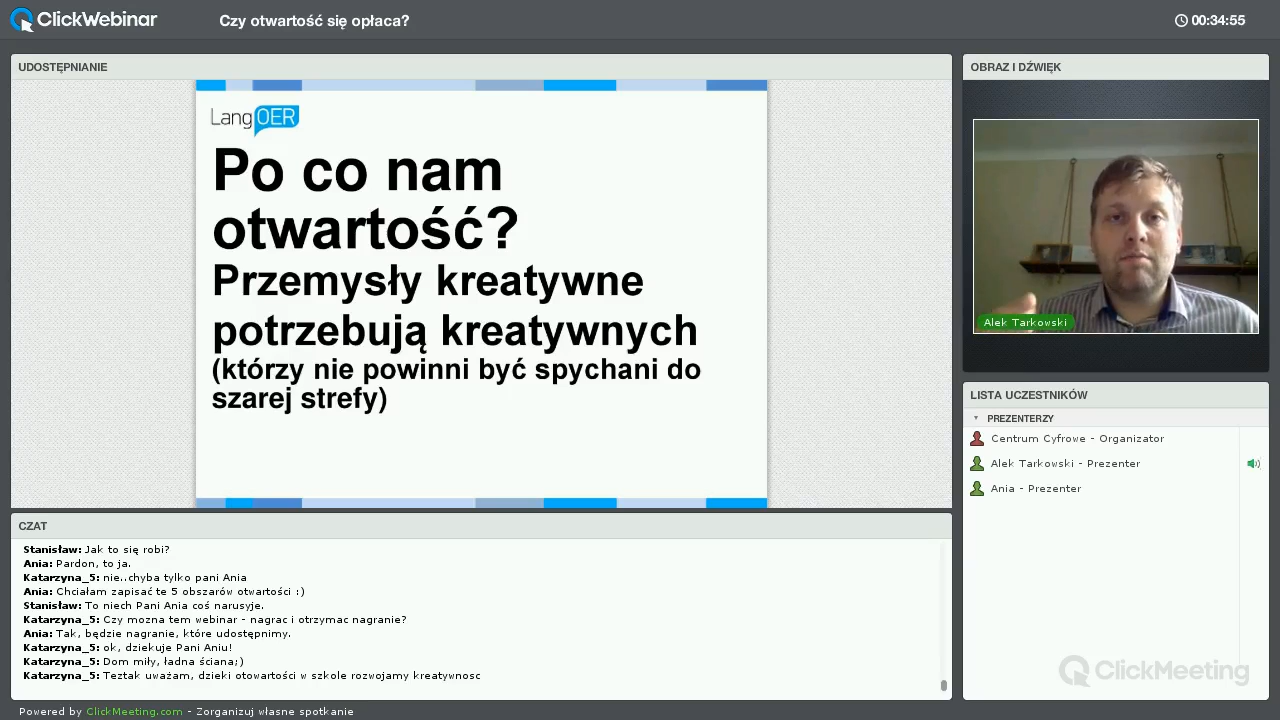 ClickWebinar
Czy otwartość się opłaca?
00:34:55
UDOSTĘPNIANIE
LangOER
Po co nam
otwartość?
Przemysły kreatywne
potrzebują kreatywnych
(którzy nie powinni być spychani do
szarej strefy)
OBRAZ I DŹWIĘK
Alek Tarkowski
LISTA UCZESTNIKÓW
PREZENTERZY
Centrum Cyfrowe - Organizator
Alek Tarkowski - Prezenter
Ania - Prezenter
CZAT
Stanisław: Jak to się robi?
Ania: Pardon, to ja.
Katarzyna_5: nie..chyba tylko pani Ania
Ania: Chciałam zapisać te 5 obszarów otwartości :)
Stanisław: To niech Pani Ania coś narusyje.
Katarzyna_5: Czy mozna tem webinar - nagrac i otrzymac nagranie?
Ania: Tak, będzie nagranie, które udostępnimy.
Katarzyna_5: ok, dziekuje Pani Aniu!
Katarzyna_5: Dom miły, ładna ściana;)
Katarzyna_5: Teztak uważam, dzieki otowartości w szkole rozwojamy kreatywnosc
ClickMeeting
Powered by ClickMeeting.com - Zorganizuj własne spotkanie